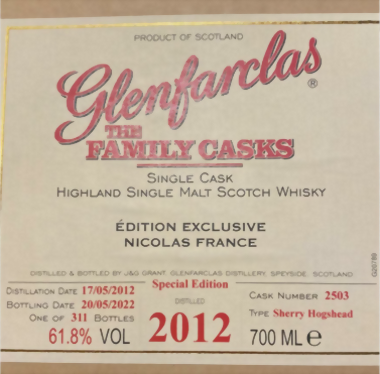 PRODUCT OF SCOTLAND
Glenfarclas ®
THE
FAMILY CASKS
SINGLE CASK
HIGHLAND SINGLE MALT SCOTCH WHISKY
ÉDITION EXCLUSIVE
NICOLAS FRANCE
DISTILLED & BOTTLED BY J&G GRANT, GLENFARCLAS DISTILLERY, SPEYSIDE, SCOTLAND
Special Edition
DISTILLATION DATE 17/05/2012
BOTTLING DATE 20/05/2022
ONE OF 311 BOTTLES
61.8% VOL
DISTILLED
2012
CASK NUMBER 2503
TYPE Sherry Hogshead
700 ML e
G20789